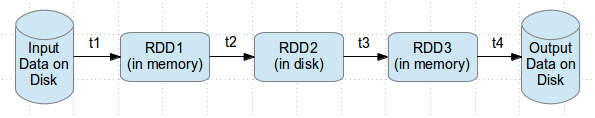 Input
Data on
Disk
t1
RDD1
(in memory)
t2
RDD2
(in disk)
t3
RDD3
(in memory)
t4
Output
Data on
Disk